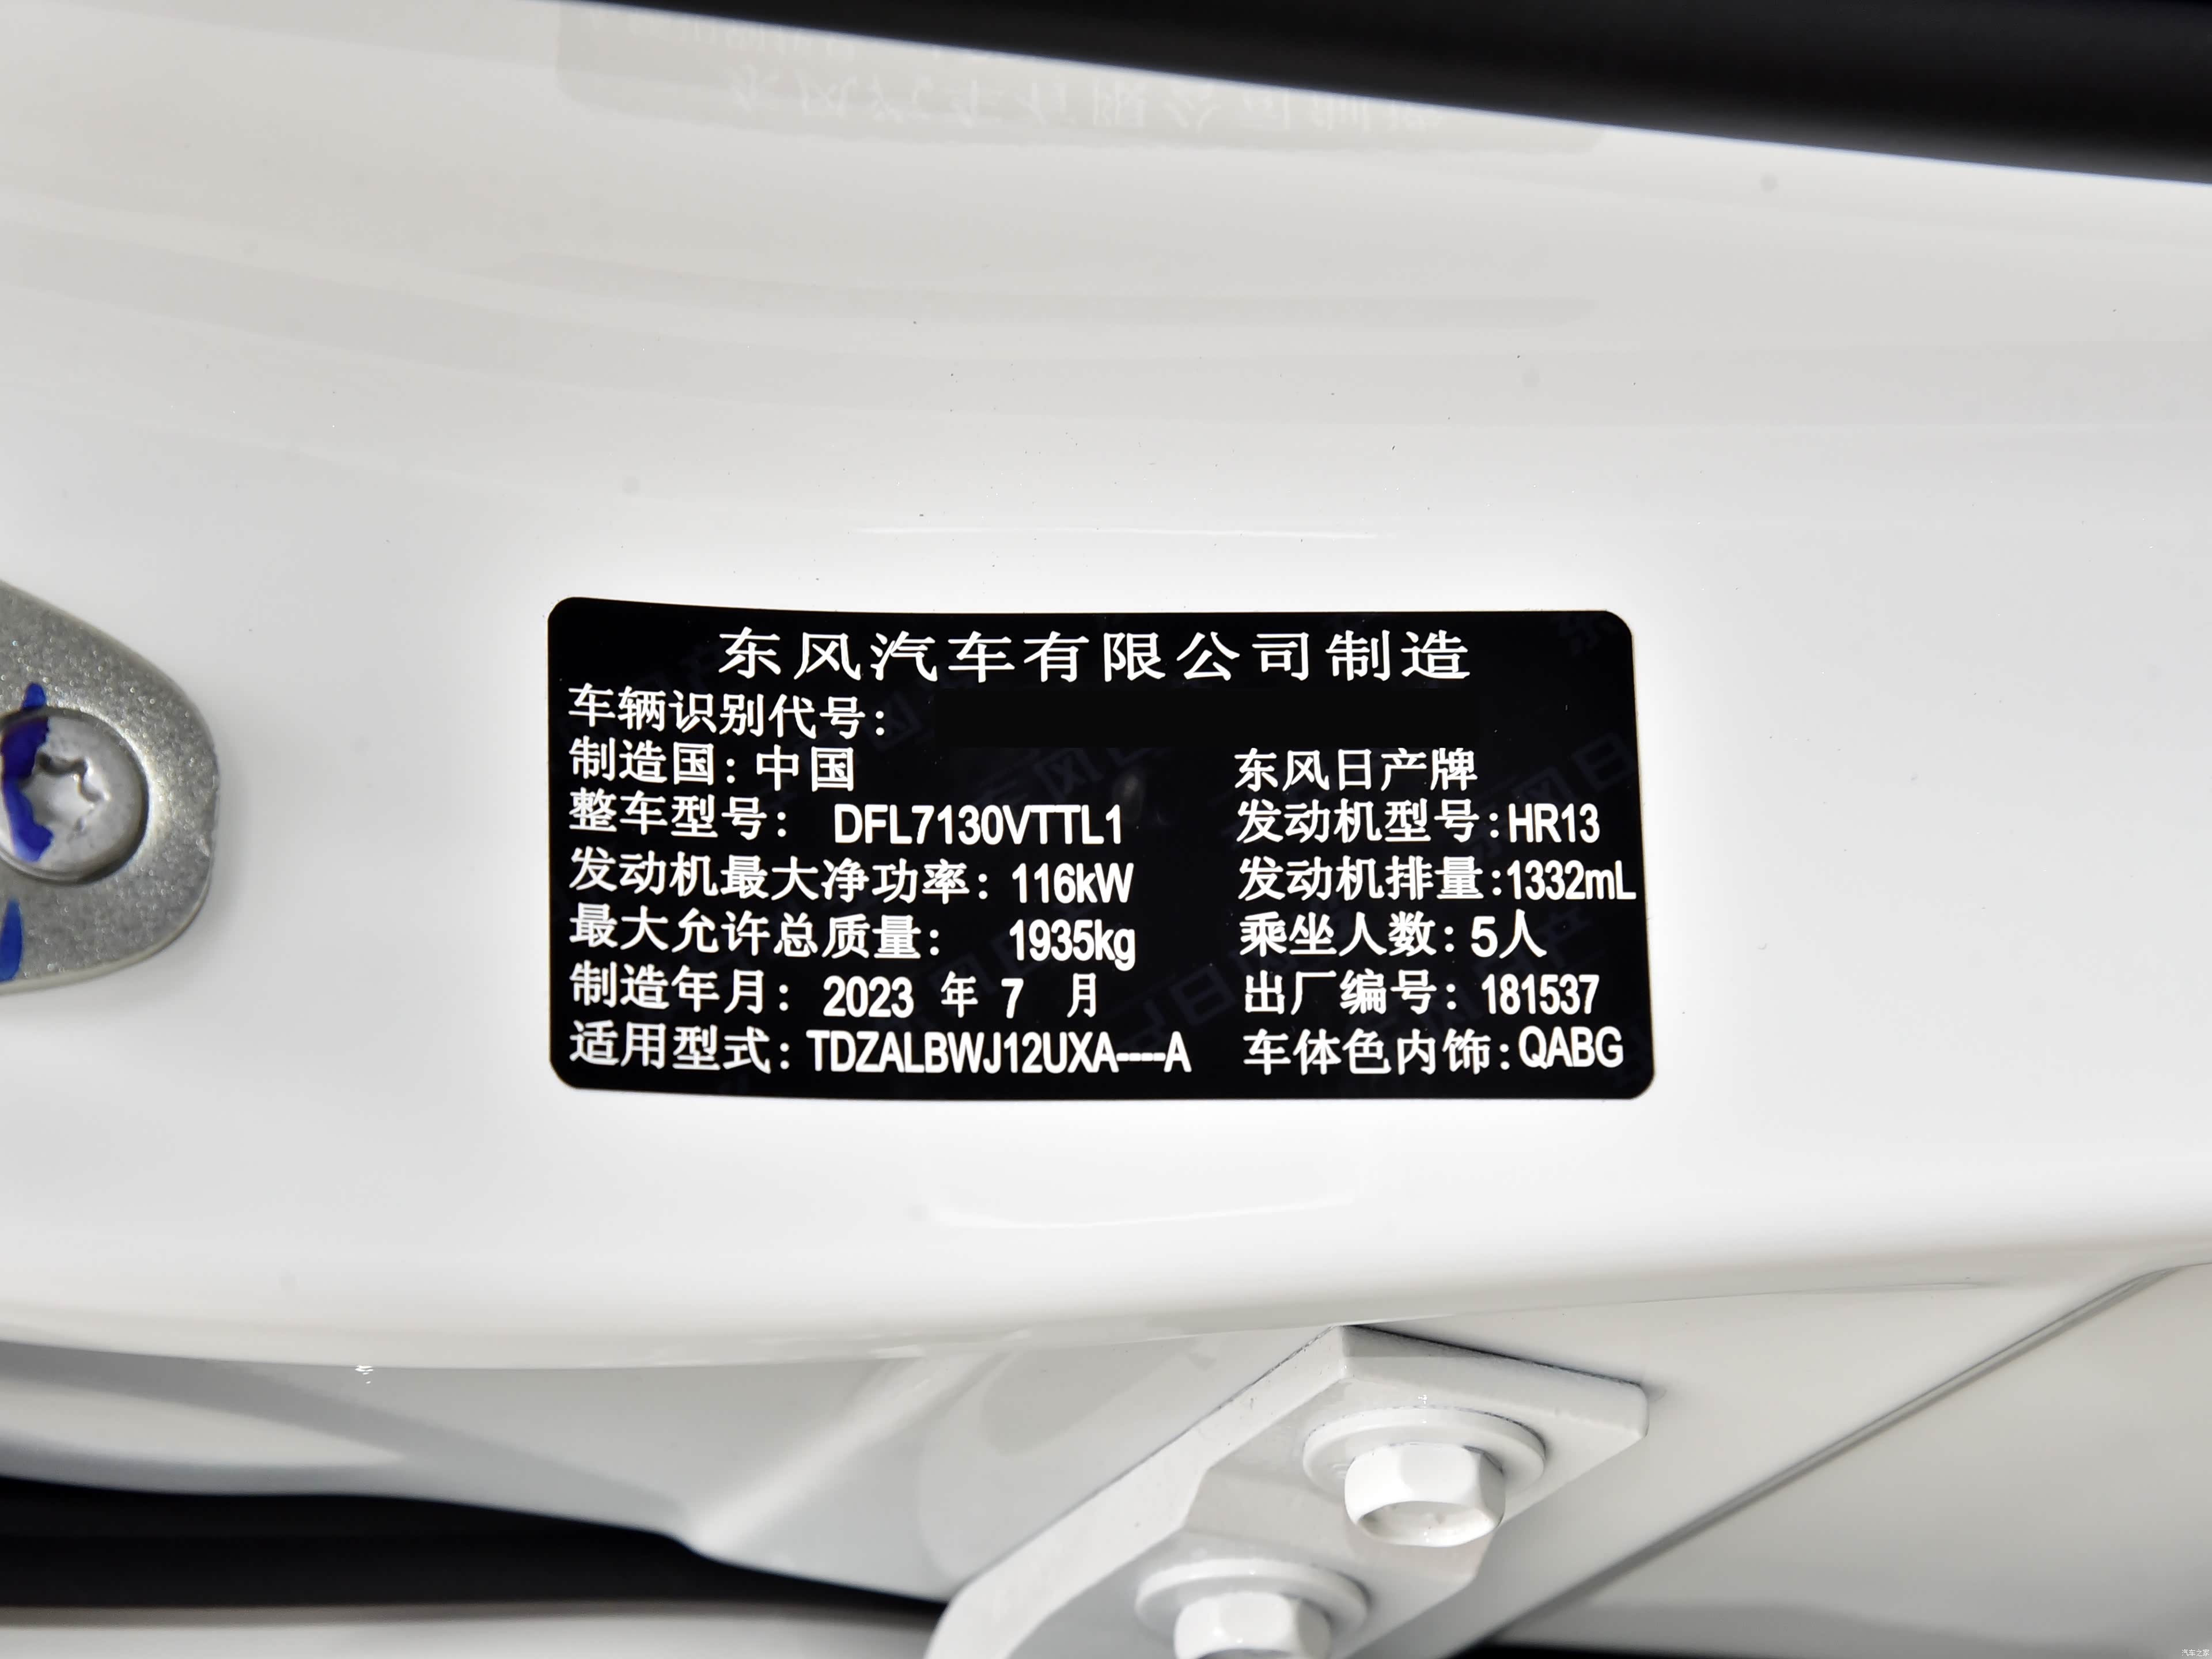 东风汽车有限公司制造
车辆识别代号:
制造国: 中国 东风日产牌
整车型号: DFL7130VTTL1 发动机型号:HR13
发动机最大净功率: 116kW 发动机排量:1332mL
最大允许总质量: 1935kg 乘坐人数: 5人
制造年月: 2023 年 7 月 出厂编号: 181537
适用型式: TDZALBWJ12UXA----A 车体色内饰:QABG
汽车之家